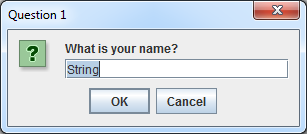 Question 1
What is your name?
String
OK
Cancel